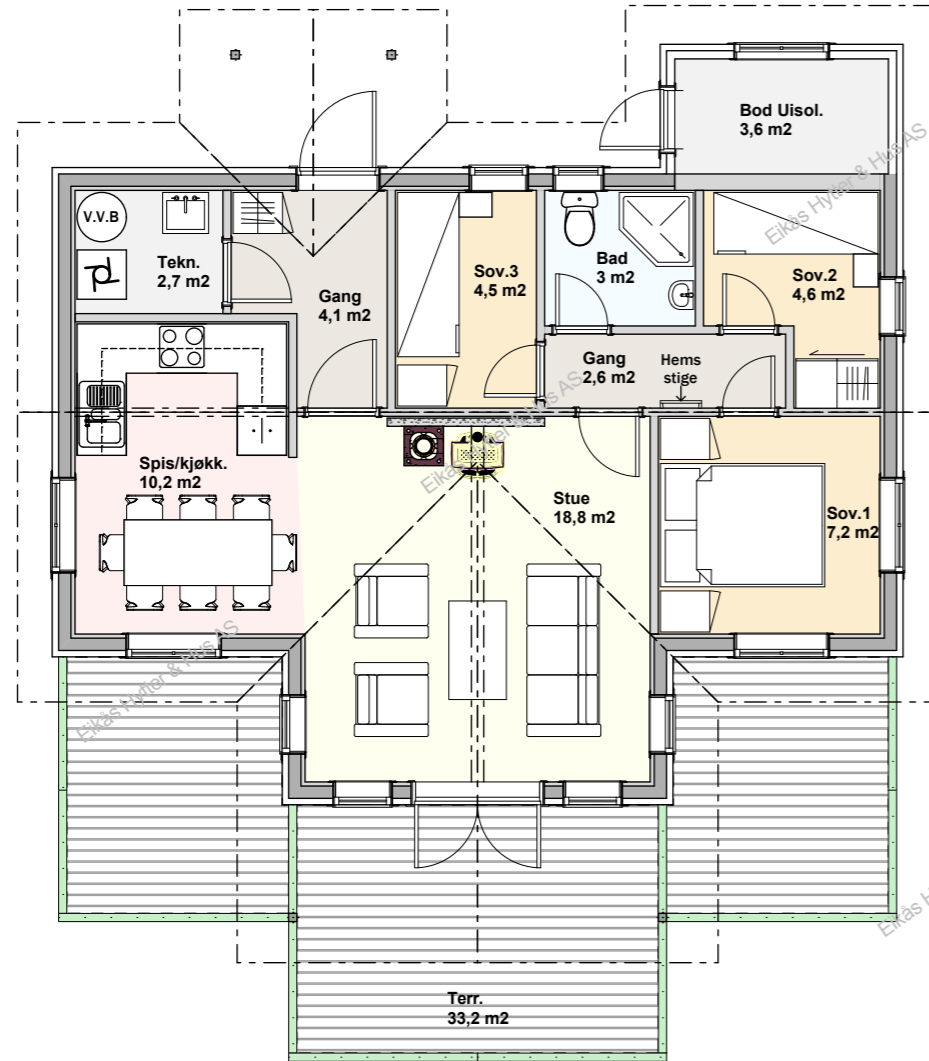 Bod Uisol.
3,6 m2
Eikås Hytter & Hus AS
V.V.B
Tekn.
2,7 m2
Gang
4,1 m2
Sov.3
4,5 m2
Bad
3 m2
Sov.2
4,6 m2
Gang
2,6 m2
Hems
stige
Eikås Hytter & Hus AS
Spis/kjøkk.
10,2 m2
Stue
18,8 m2
Sov.1
7,2 m2
Eikås Hytter & Hus AS
Eikås H
Terr.
33,2 m2